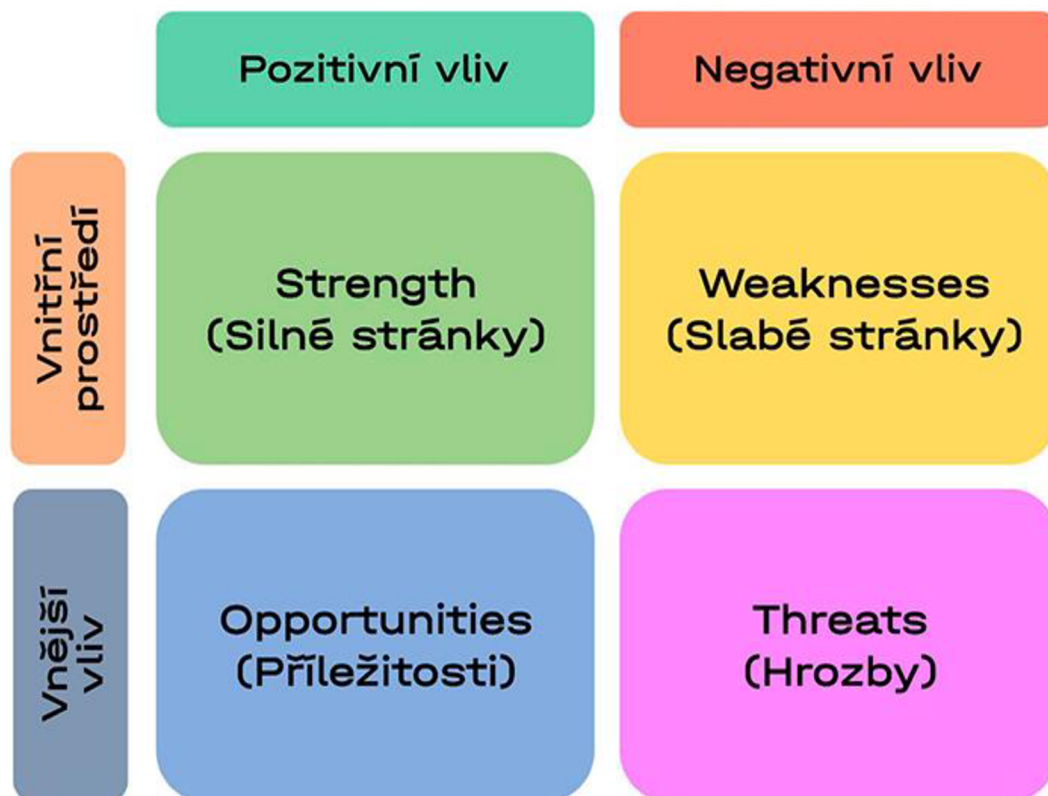 Pozitivní vliv
Negativní vliv
Vnitřní
prostředí
Strength
(Silné stránky)
Weaknesses
(Slabé stránky)
Vnější
vliv
Opportunities
(Příležitosti)
Threats
(Hrozby)